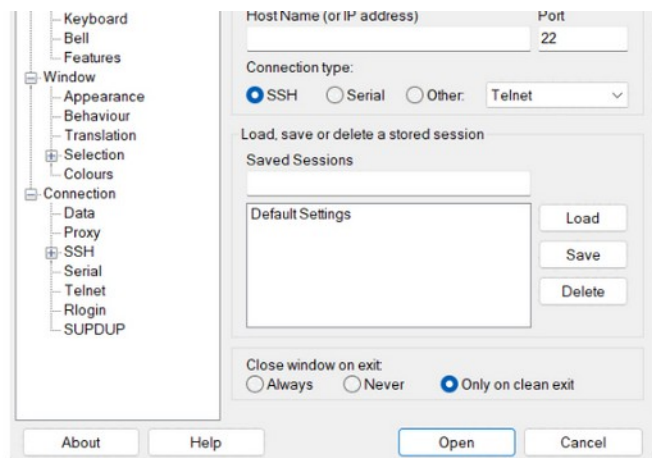 Keyboard
Bell
Features
Window
Appearance
Behaviour
Translation
Selection
Colours
Connection
Data
Proxy
SSH
Serial
Telnet
Rlogin
SUPDUP
Host Name (or IP address) Port
22
Connection type:
SSH Serial Other: Telnet
Load, save or delete a stored session
Saved Sessions
Default Settings
Load
Save
Delete
Close window on exit:
Always Never Only on clean exit
About Help Open Cancel